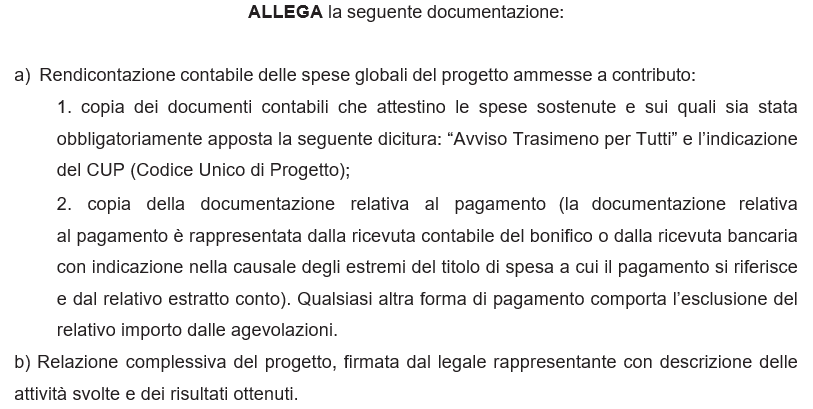 ALLEGA la seguente documentazione:
a) Rendicontazione contabile delle spese globali del progetto ammesse a contributo:
1. copia dei documenti contabili che attestino le spese sostenute e sui quali sia stata
obbligatoriamente apposta la seguente dicitura: “Avviso Trasimeno per Tutti” e l’indicazione
del CUP (Codice Unico di Progetto);
2. copia della documentazione relativa al pagamento (la documentazione relativa
al pagamento è rappresentata dalla ricevuta contabile del bonifico o dalla ricevuta bancaria
con indicazione nella causale degli estremi del titolo di spesa a cui il pagamento si riferisce
e dal relativo estratto conto). Qualsiasi altra forma di pagamento comporta l’esclusione del
relativo importo dalle agevolazioni.
b) Relazione complessiva del progetto, firmata dal legale rappresentante con descrizione delle
attività svolte e dei risultati ottenuti.